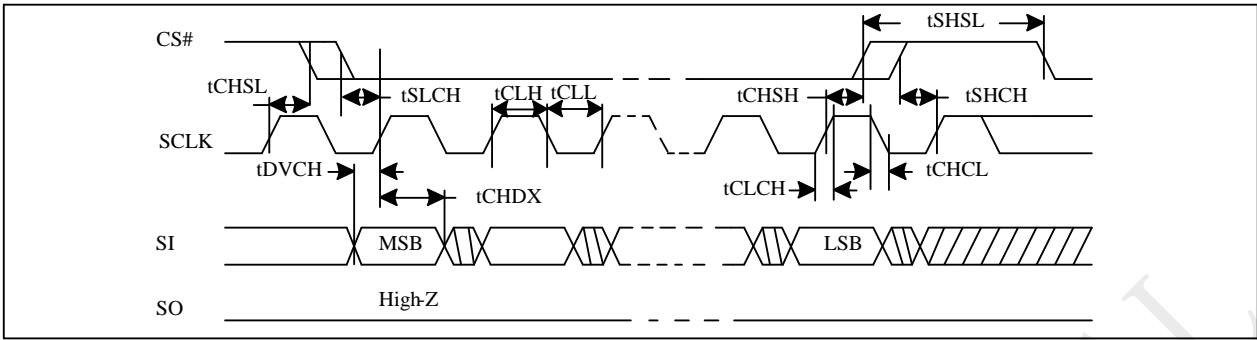 tSHSL
CS#
tCHSL
tSLCH
tCLH
tCLL
tCHSH
tSHCH
SCLK
tDVCH
tCHDX
tCLCH
tCHCL
SI
MSB
LSB
SO
High-Z